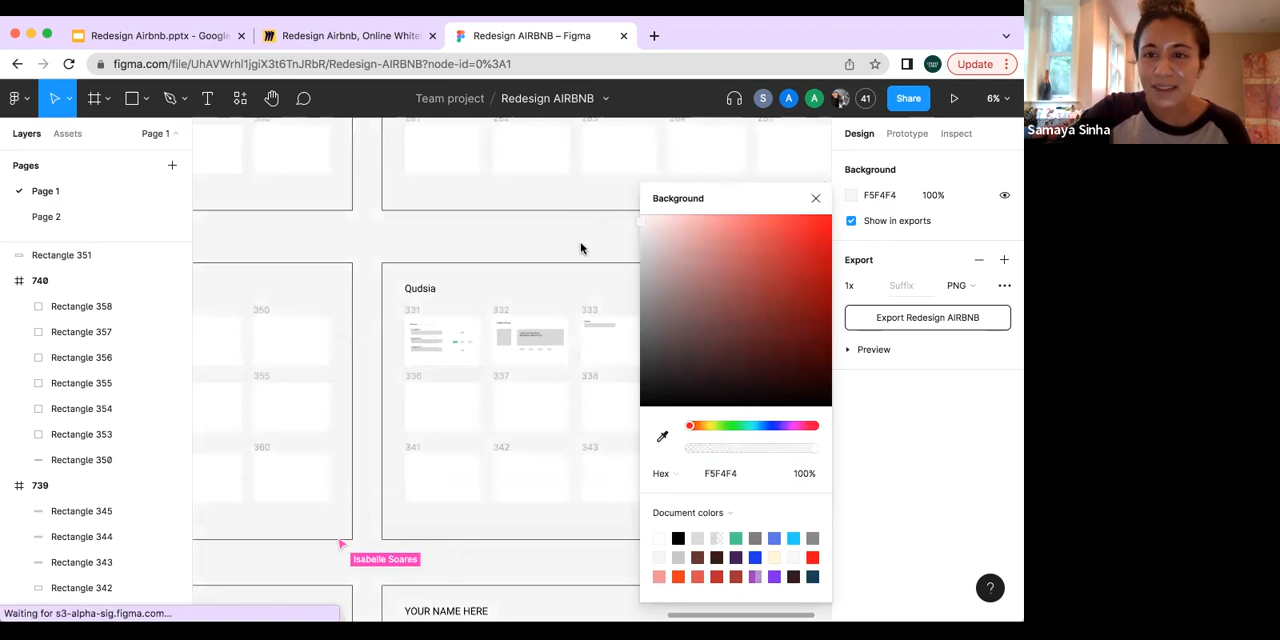 Redesign Airbnb.pptx - Google
Redesign Airbnb, Online White
Redesign AIRBNB – Figma
figma.com/file/UhAVWrhl1jgiX3t6TnJRbR/Redesign-AIRBNB?node-id=0%3A1
Update
Team project / Redesign AIRBNB
S A A 41
Share
6%
Samaya Sinha
Layers Assets Page 1
Pages
Page 1
Page 2
Rectangle 351
740
Rectangle 358
Rectangle 357
Rectangle 356
Rectangle 355
Rectangle 354
Rectangle 353
Rectangle 350
739
Rectangle 345
Rectangle 344
Rectangle 343
Rectangle 342
Waiting for s3-alpha-sig.figma.com...
350
355
360
Qudsia
331 332 333
336 337 338
341 342 343
Isabelle Soares
YOUR NAME HERE
Background
Hex F5F4F4 100%
Document colors
Design Prototype Inspect
Background
F5F4F4 100%
Show in exports
Export
1x Suffix PNG
Export Redesign AIRBNB
Preview
?